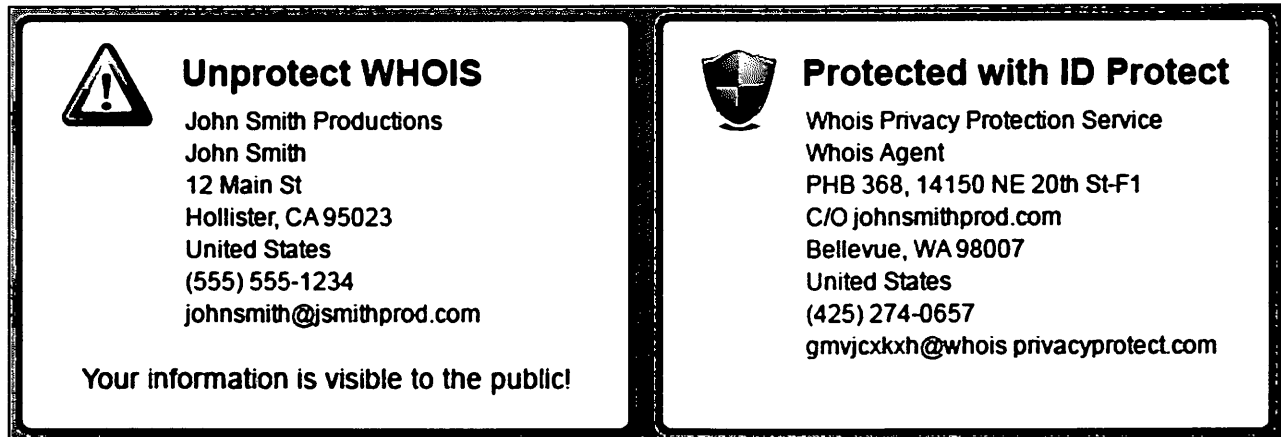 Unprotect WHOIS
John Smith Productions
John Smith
12 Main St
Hollister, CA 95023
United States
(555) 555-1234
johnsmith@jsmithprod.com
Your information is visible to the public!
Protected with ID Protect
Whois Privacy Protection Service
Whois Agent
PHB 368, 14150 NE 20th St-F1
C/O johnsmithprod.com
Bellevue, WA 98007
United States
(425) 274-0657
gmvjcxkxh@whois privacyprotect.com